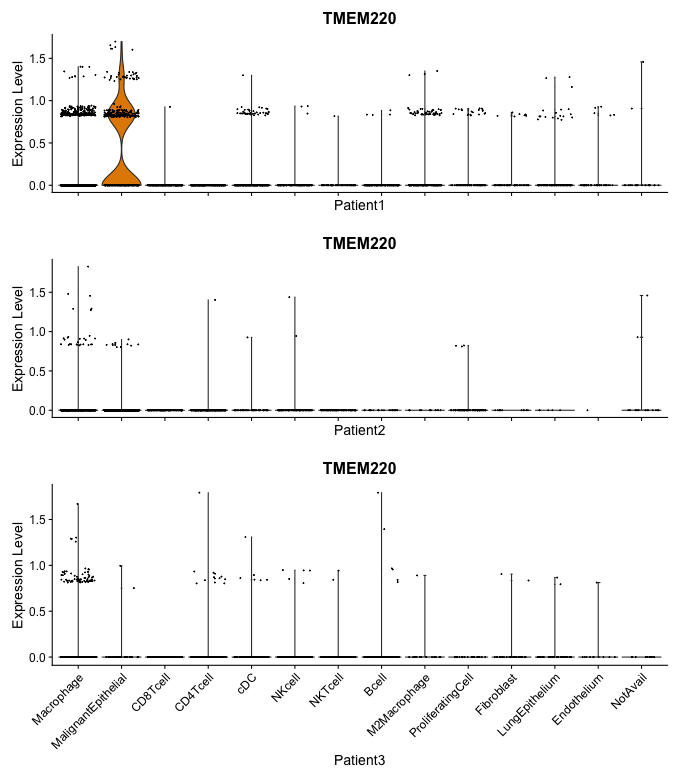 TMEM220
Expression Level
1.5
1.0
0.5
0.0
Patient1
TMEM220
Expression Level
1.5
1.0
0.5
0.0
Patient2
TMEM220
Expression Level
1.5
1.0
0.5
0.0
Macrophage
MalignantEpithelial
CD8Tcell
CD4Tcell
cDC
NKcell
NKTcell
Bcell
M2Macrophage
ProliferatingCell
Fibroblast
LungEpithelium
Endothelium
NotAvail
Patient3